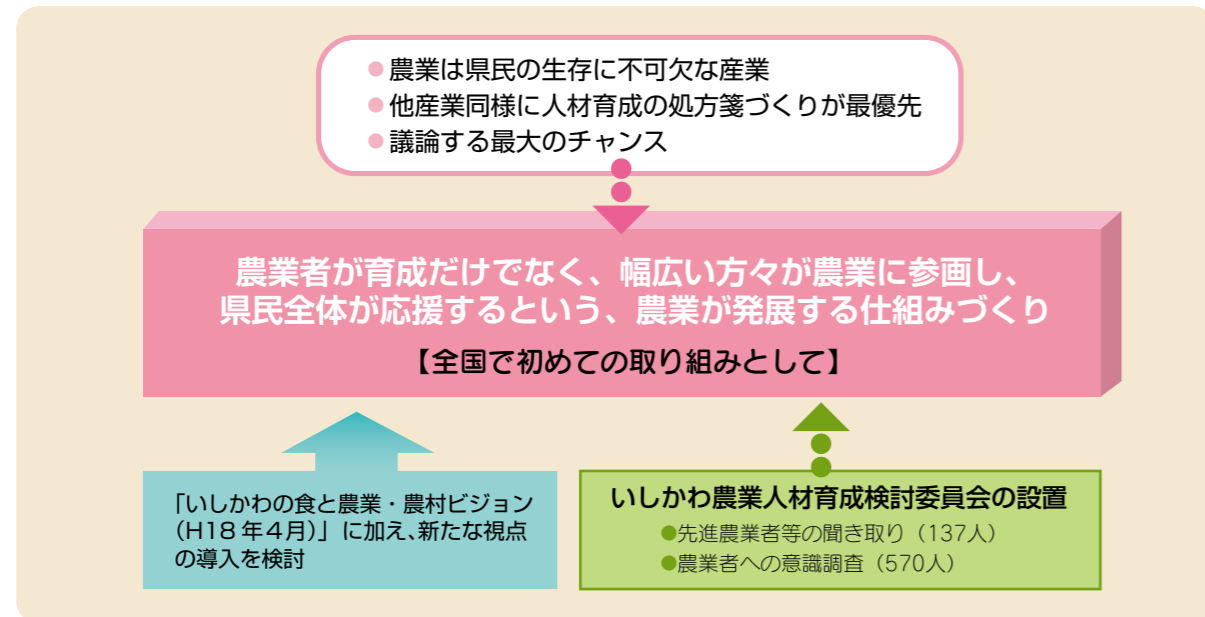 ●農業は県民の生存に不可欠な産業
●他産業同様に人材育成の処方箋づくりが最優先
●議論する最大のチャンス
農業者が育成だけでなく、幅広い方々が農業に参画し、
県民全体が応援するという、農業が発展する仕組みづくり
【全国で初めての取り組みとして】
「いしかわの食と農業・農村ビジョン
（H18年4月）」に加え、新たな視点
の導入を検討
いしかわ農業人材育成検討委員会の設置
●先進農業者等の聞き取り（137人）
●農業者への意識調査（570人）